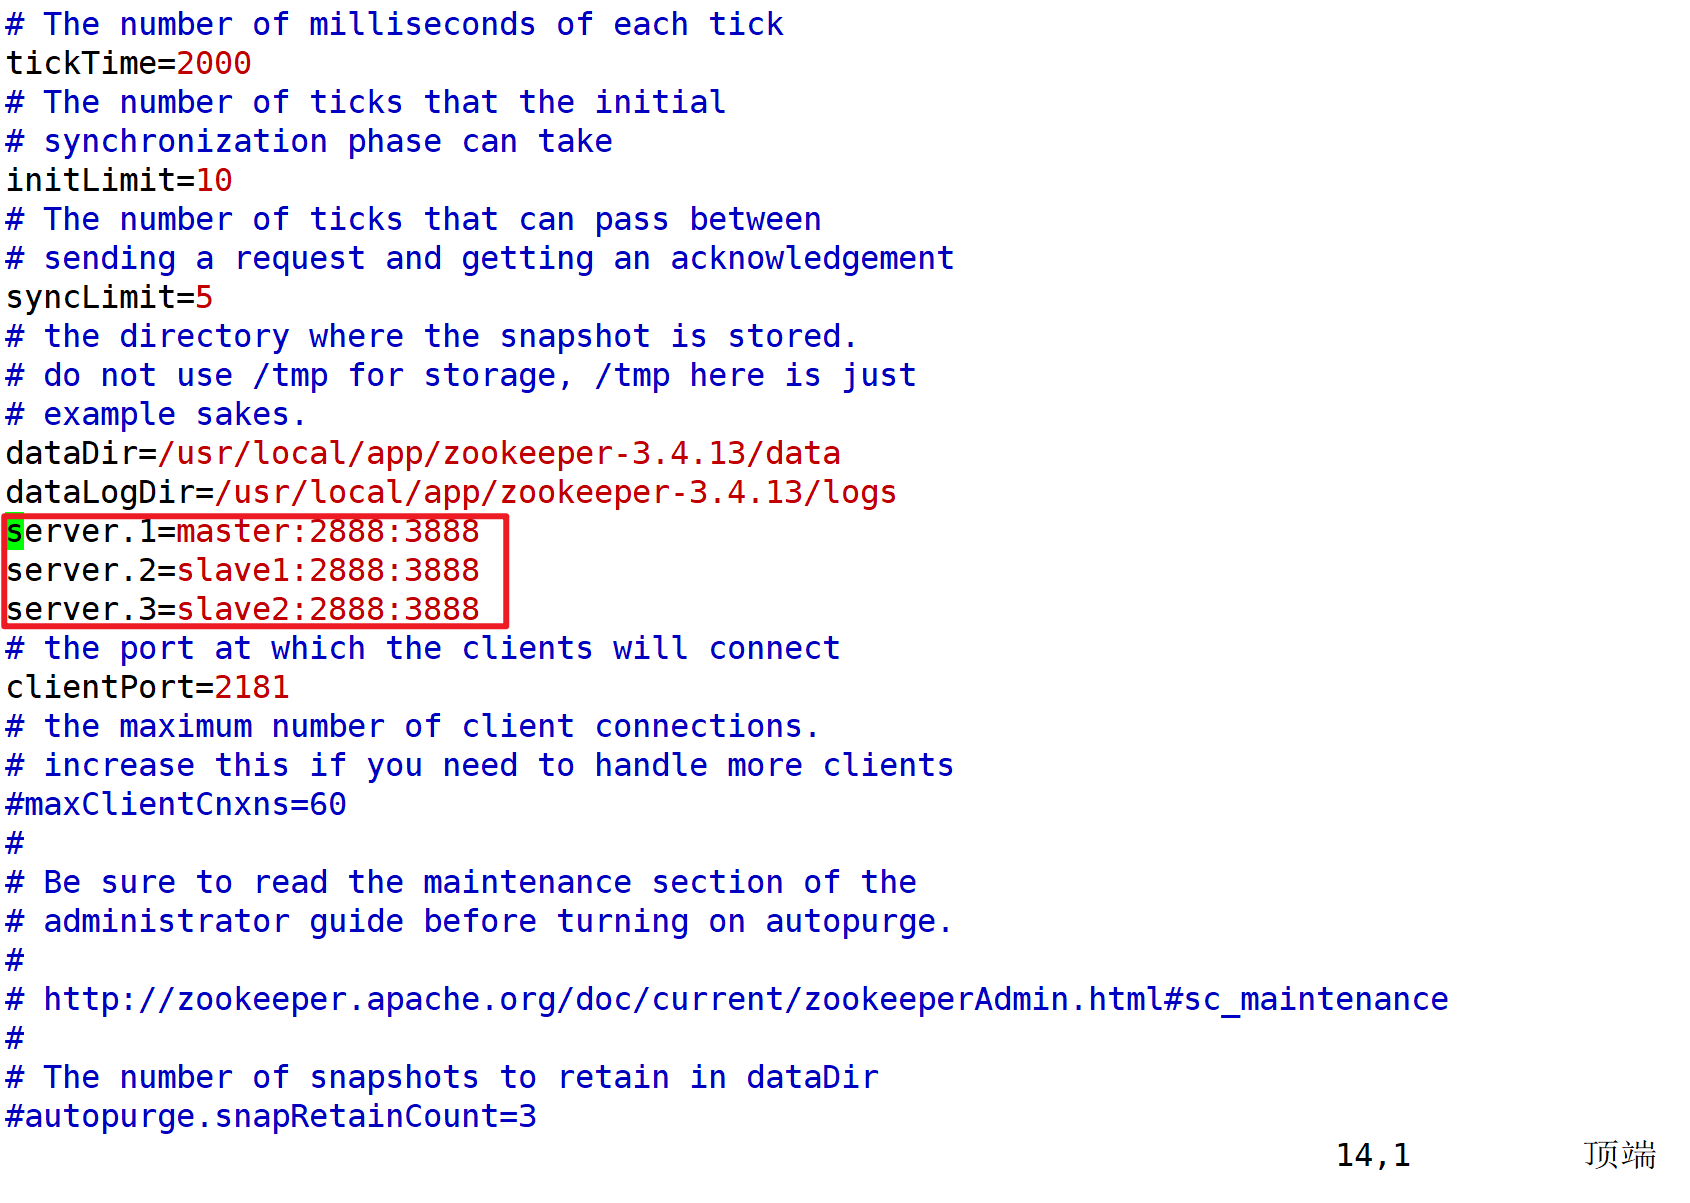 # The number of milliseconds of each tick
tickTime=2000
# The number of ticks that the initial
# synchronization phase can take
initLimit=10
# The number of ticks that can pass between
# sending a request and getting an acknowledgement
syncLimit=5
# the directory where the snapshot is stored.
# do not use /tmp for storage, /tmp here is just
# example sakes.
dataDir=/usr/local/app/zookeeper-3.4.13/data
dataLogDir=/usr/local/app/zookeeper-3.4.13/logs
server.1=master:2888:3888
server.2=slave1:2888:3888
server.3=slave2:2888:3888
# the port at which the clients will connect
clientPort=2181
# the maximum number of client connections.
# increase this if you need to handle more clients
#maxClientCnxns=60
#
# Be sure to read the maintenance section of the
# administrator guide before turning on autopurge.
#
# http://zookeeper.apache.org/doc/current/zookeeperAdmin.html#sc_maintenance
#
# The number of snapshots to retain in dataDir
#autopurge.snapRetainCount=3
14,1 顶端